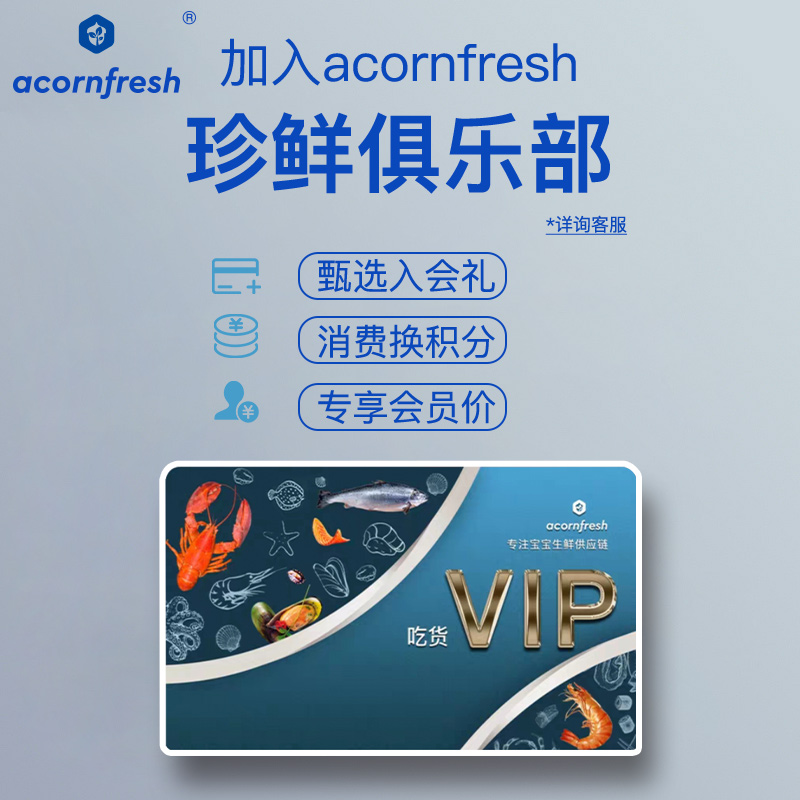 ®
acornfresh
加入acornfresh
珍鲜俱乐部
*详询客服
甄选入会礼
¥
消费换积分
¥
专享会员价
acornfresh
专注宝宝生鲜供应链
吃货 VIP